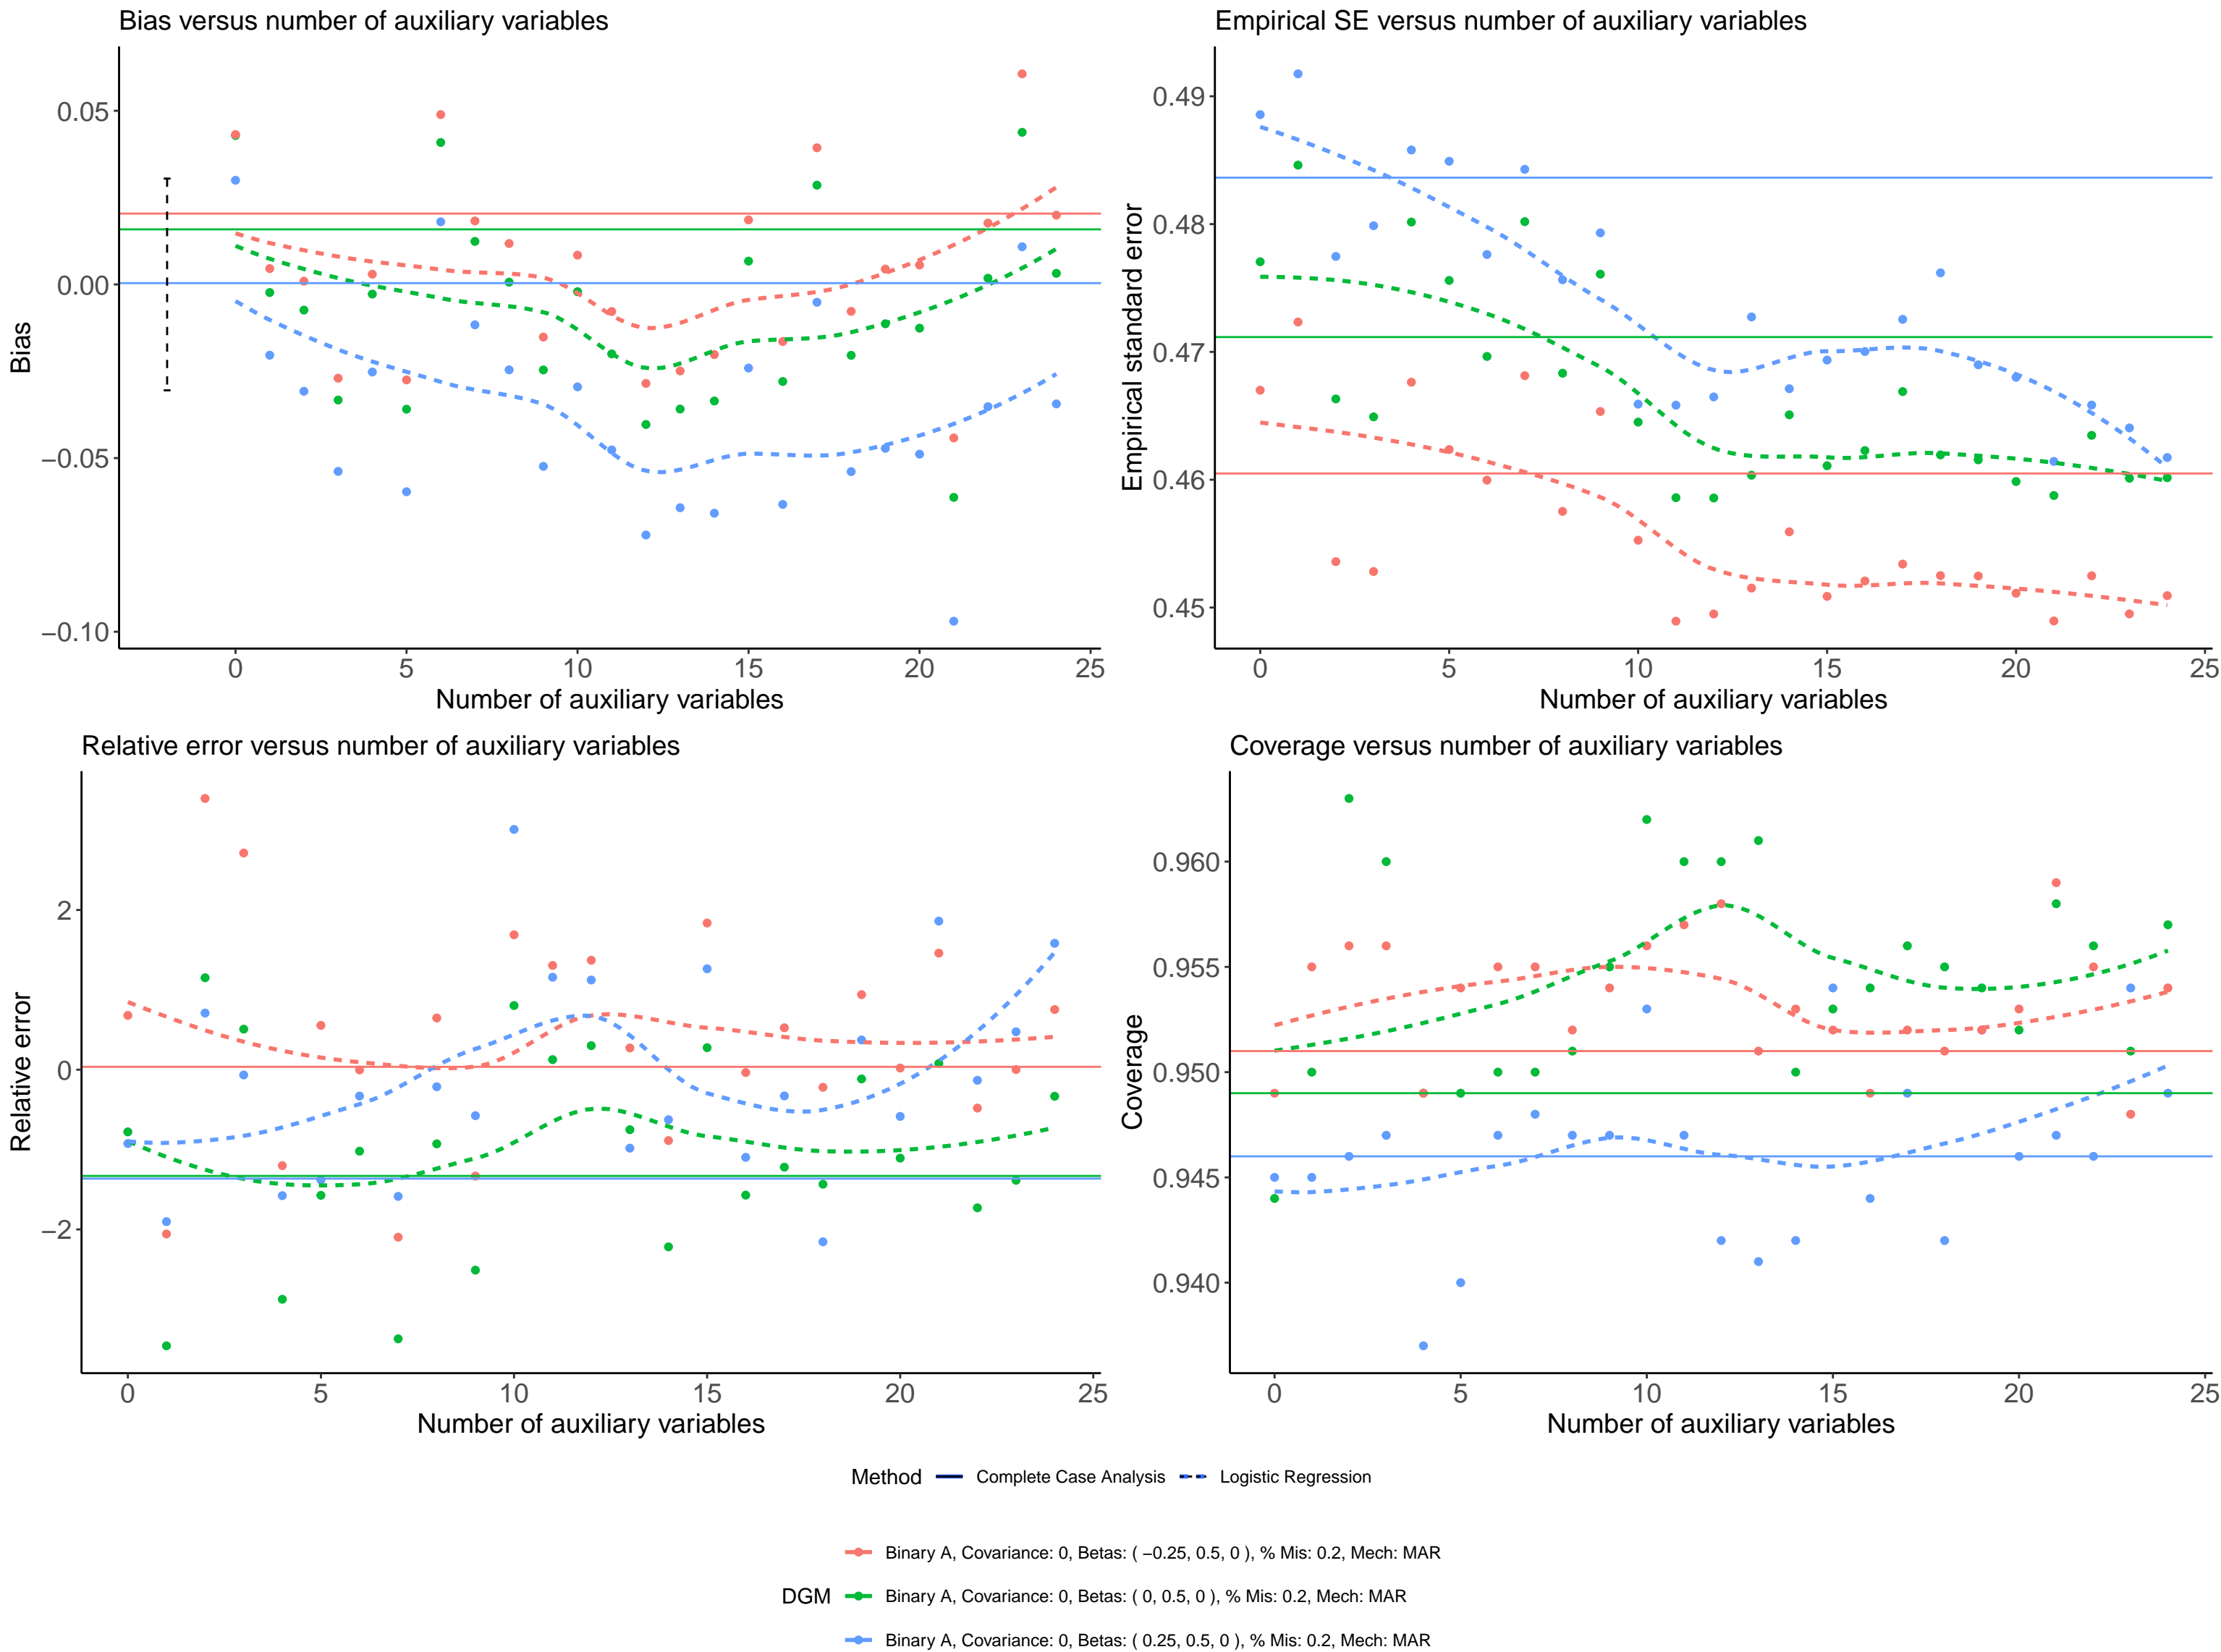 Bias versus number of auxiliary variables
0.05
0.00
−0.05
−0.10
Bias
0 5 10 15 20 25
Number of auxiliary variables
Empirical SE versus number of auxiliary variables
0.49
0.48
0.47
0.46
0.45
Empirical standard error
0 5 10 15 20 25
Number of auxiliary variables
Relative error versus number of auxiliary variables
2
0
−2
Relative error
0 5 10 15 20 25
Number of auxiliary variables
Coverage versus number of auxiliary variables
0.960
0.955
0.950
0.945
0.940
Coverage
0 5 10 15 20 25
Number of auxiliary variables
Method Complete Case Analysis Logistic Regression
DGM
Binary A, Covariance: 0, Betas: ( −0.25, 0.5, 0 ), % Mis: 0.2, Mech: MAR
Binary A, Covariance: 0, Betas: ( 0, 0.5, 0 ), % Mis: 0.2, Mech: MAR
Binary A, Covariance: 0, Betas: ( 0.25, 0.5, 0 ), % Mis: 0.2, Mech: MAR